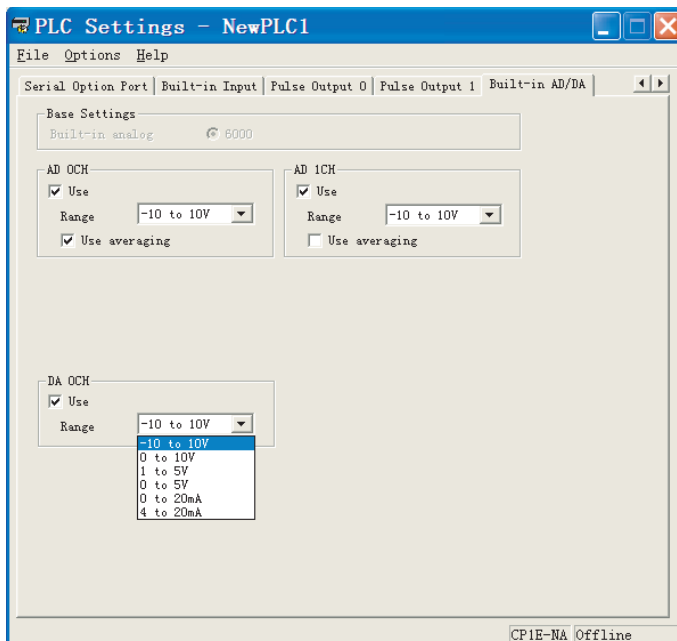 PLC Settings - NewPLC1
File Options Help
Serial Option Port Built-in Input Pulse Output 0 Pulse Output 1 Built-in AD/DA
Base Settings
Built-in analog 6000
AD 0CH AD 1CH
Use Use
Range -10 to 10V Range -10 to 10V
Use averaging Use averaging
DA 0CH
Use
Range -10 to 10V
-10 to 10V
0 to 10V
1 to 5V
0 to 5V
0 to 20mA
4 to 20mA
CP1E-NA Offline